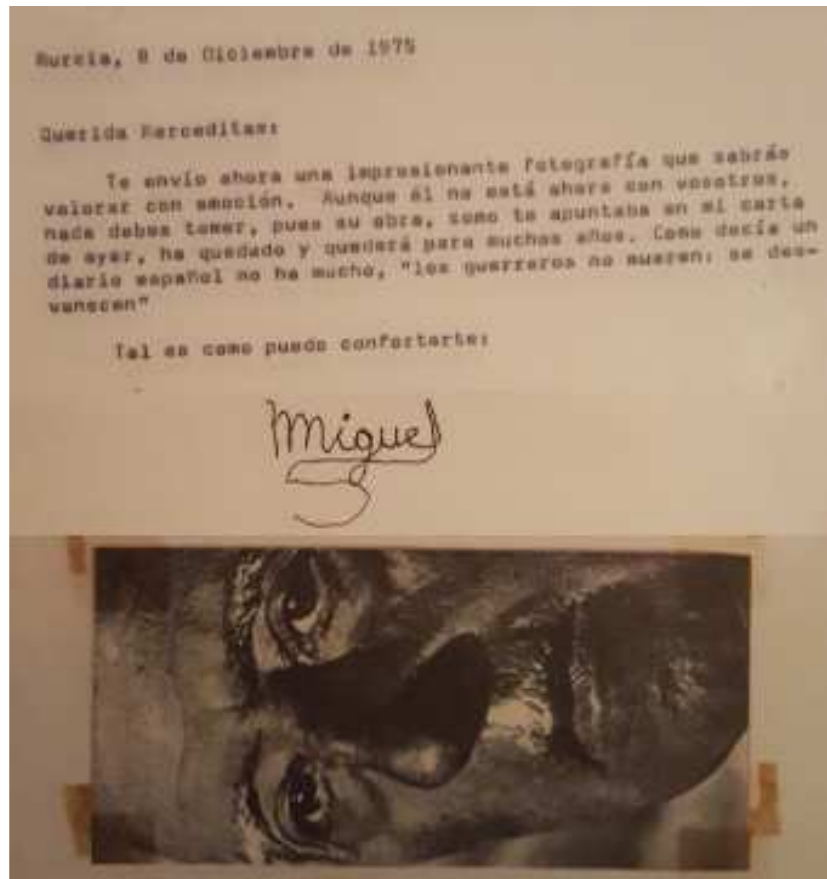 Murcia, 8 de Diciembre de 1975
Querida Merceditas:
Te envío ahora una impresionante fotografía que sabrás
valorar con emoción. Aunque él no está ahora con vosotros,
nada debes temer, pues su obra, como te apuntaba en mi carta
de ayer, ha quedado y quedará para muchos años. Como decía un
diario español no ha mucho, "los guerreros no mueren: se des-
vanecen"
Tal es como puedo confortarte:
Miguel